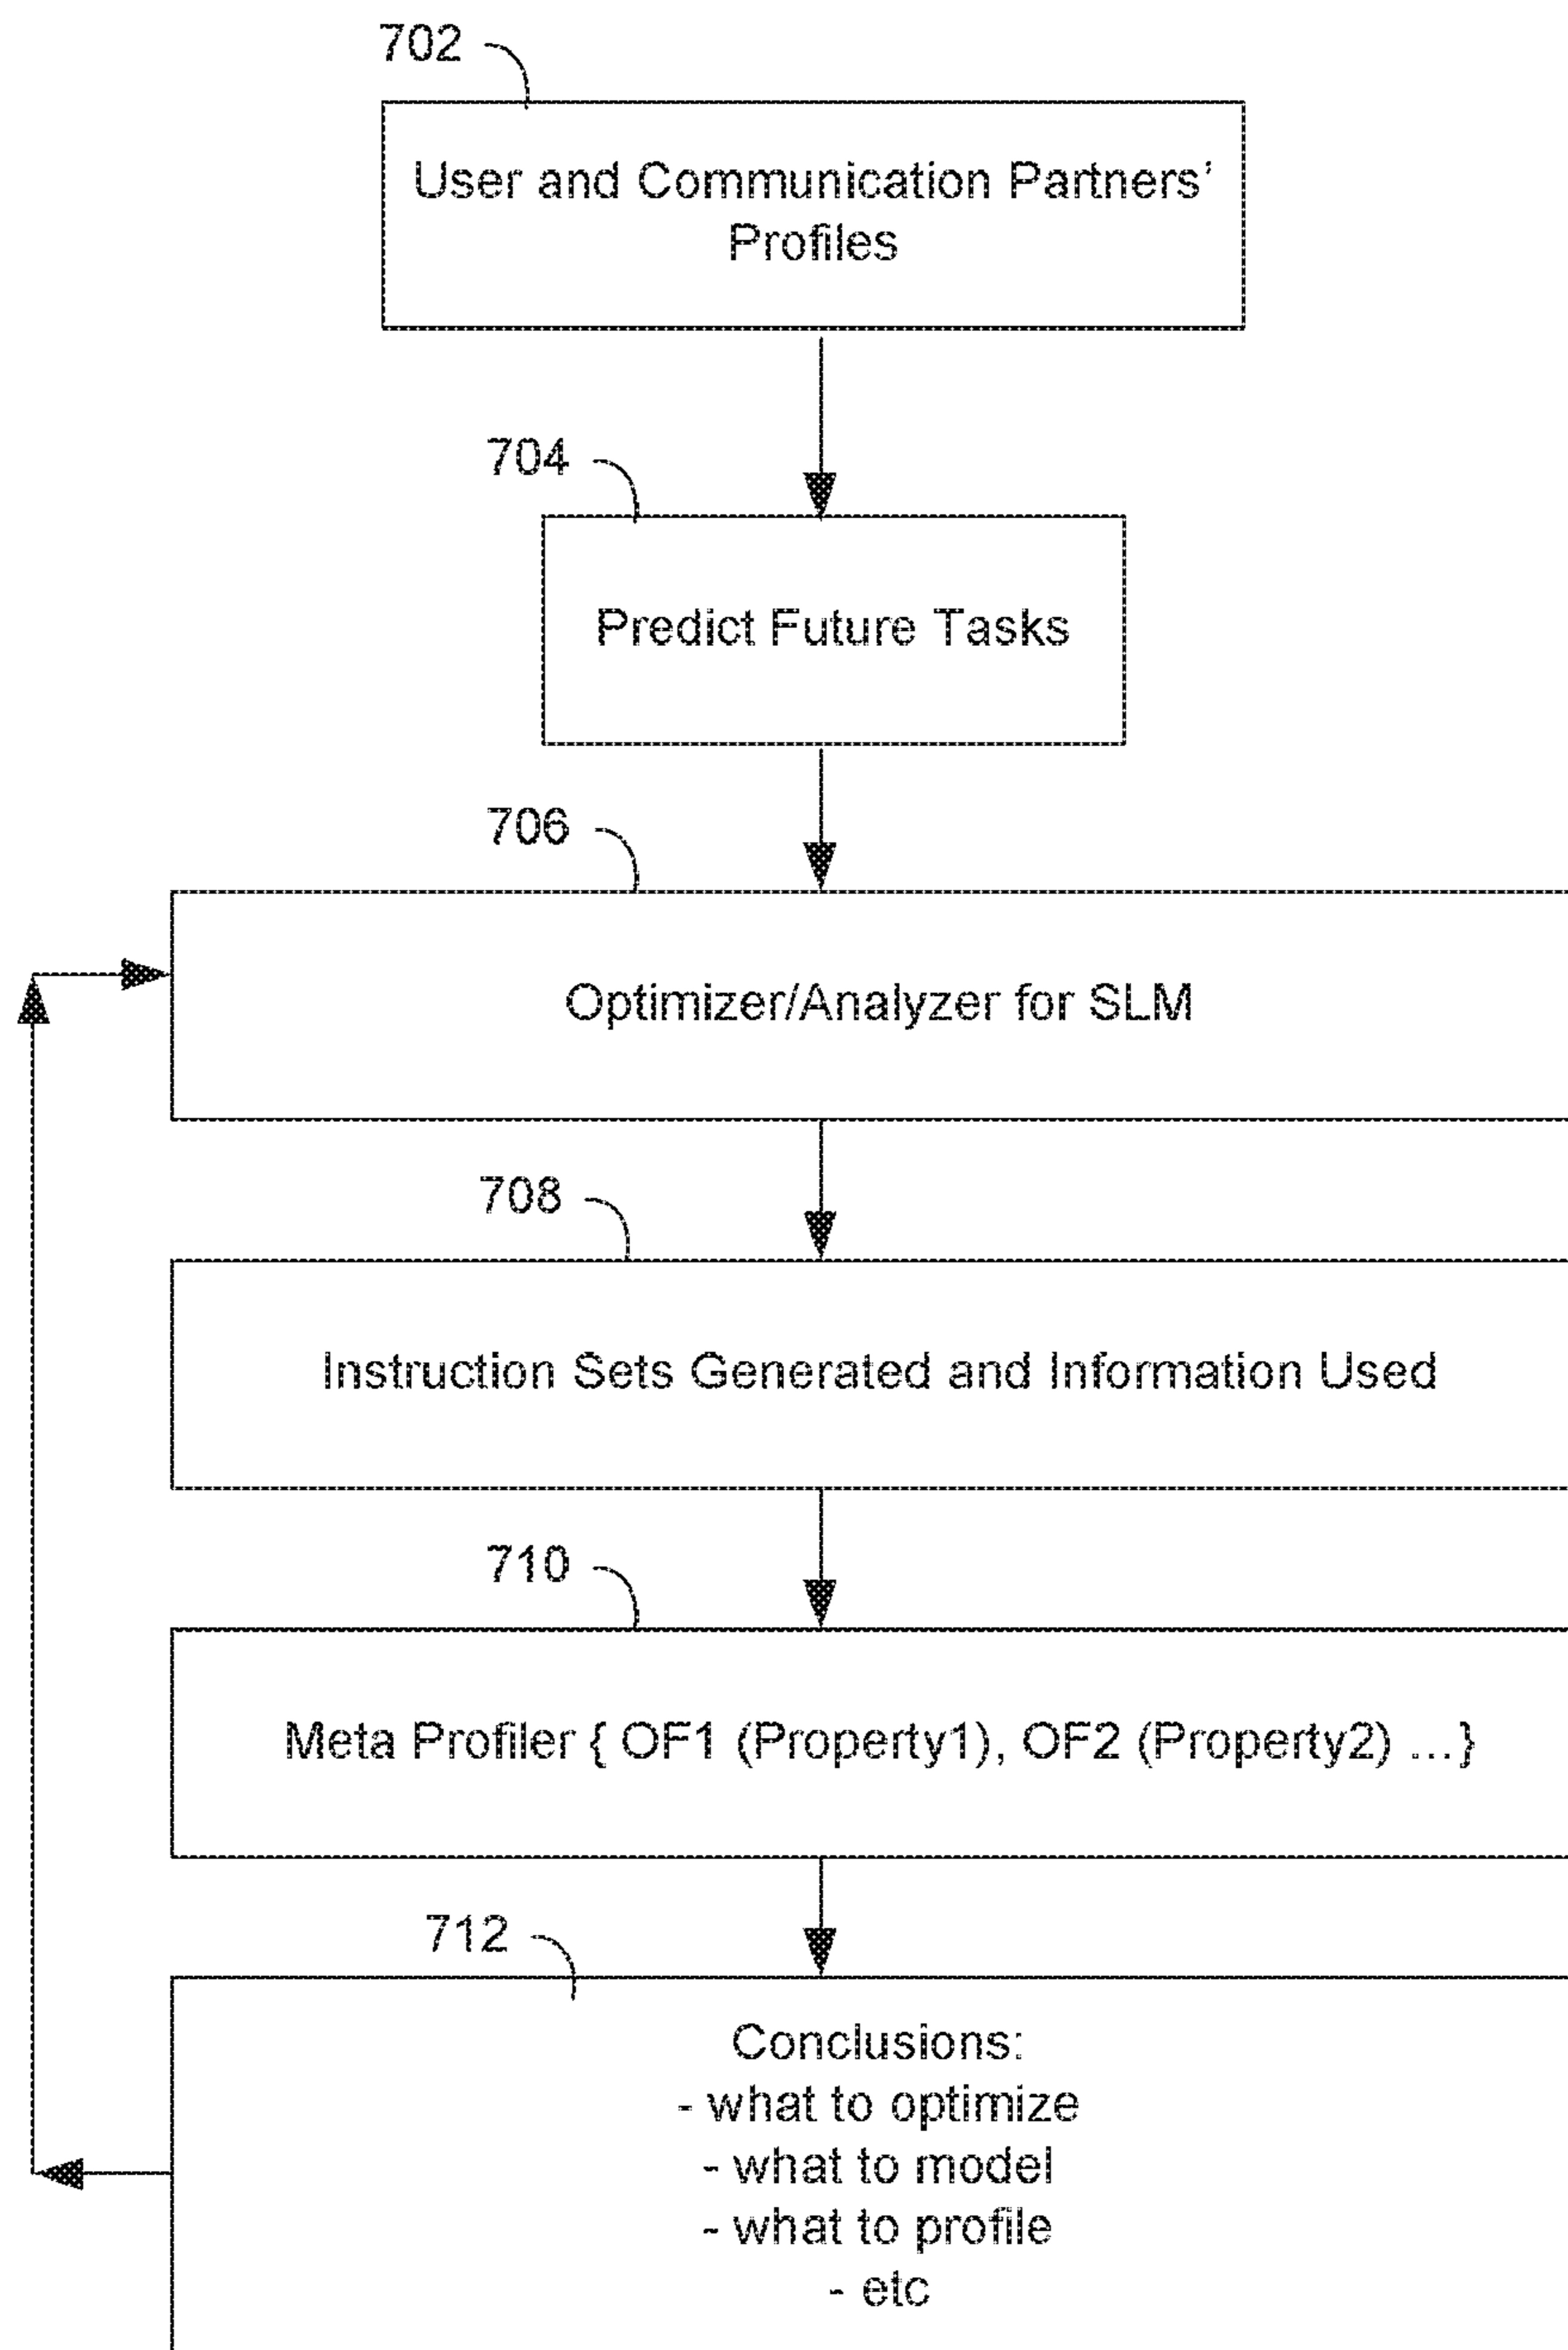 702
User and Communication Partners’
Profiles
704
Predict Future Tasks
706
Optimizer/Analyzer for SLM
708
Instruction Sets Generated and Information Used
710
Meta Profiler { OF1 (Property1), OF2 (Property2) ...}
712
Conclusions:
- what to optimize
- what to model
- what to profile
- etc